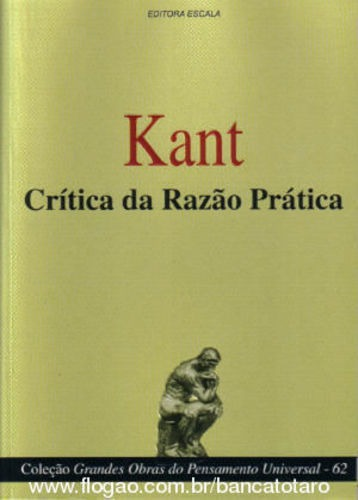 EDITORA ESCALA
Kant
Crítica da Razão Prática
Coleção Grandes Obras do Pensamento Universal - 62
www.flogao.com.br/bancatotaro